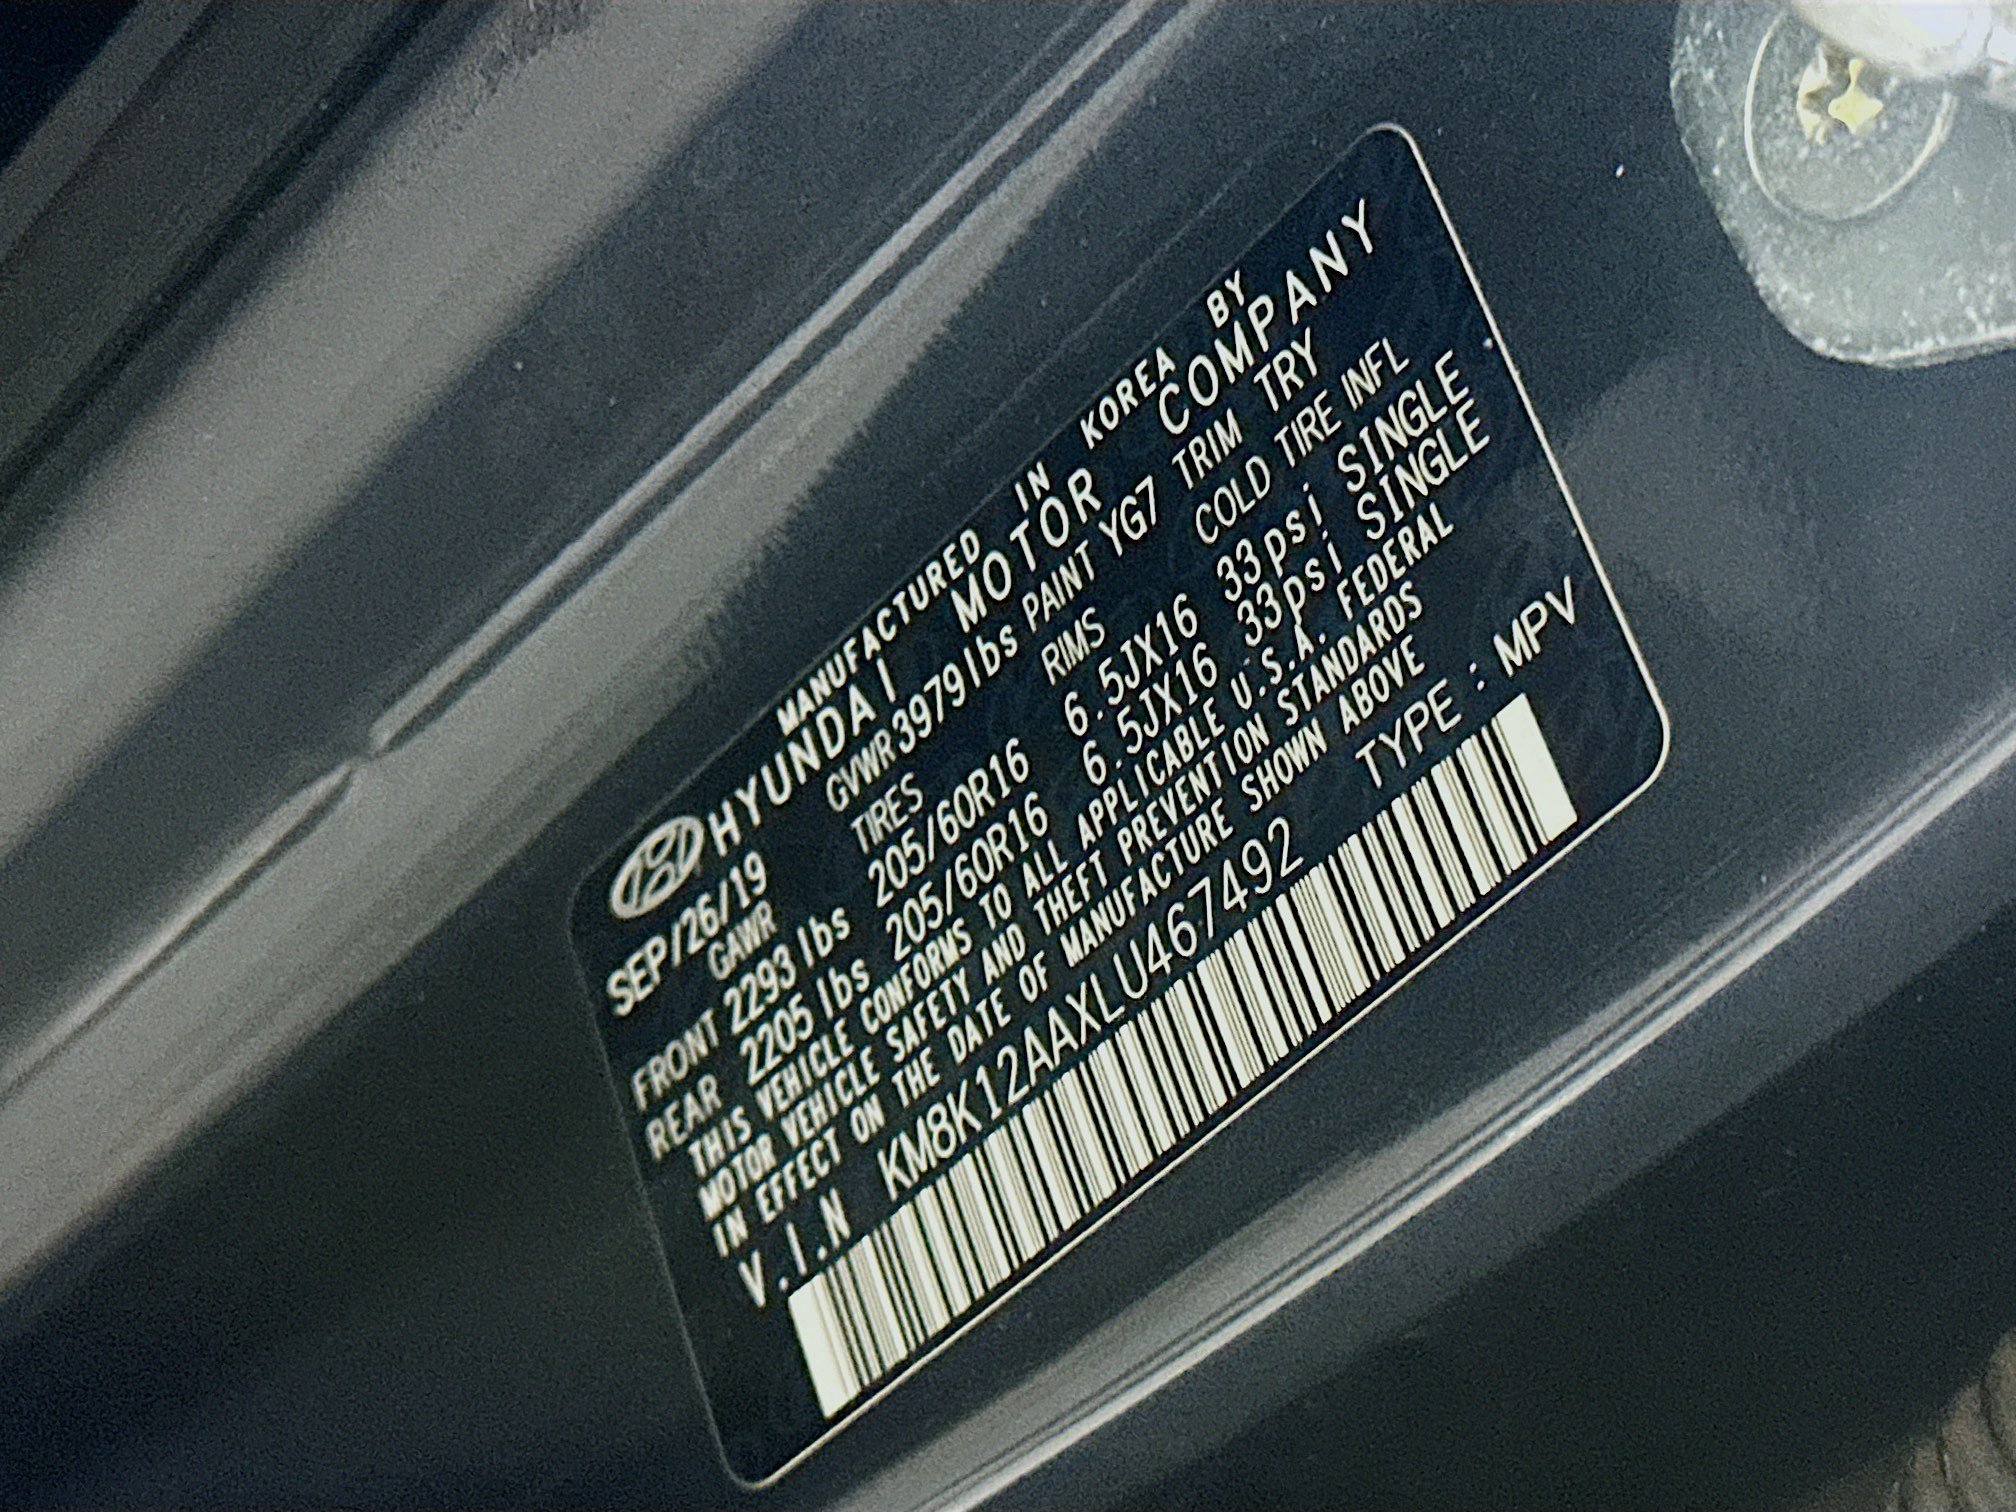 MANUFACTURED IN KOREA BY
HYUNDAI MOTOR COMPANY
SEP/26/19 GVWR 3979lbs PAINT YG7 TRIM TRY
GAWR TIRES RIMS COLD TIRE INFL
FRONT 2293 lbs 205/60R16 6.5JX16 33psi SINGLE
REAR 2205 lbs 205/60R16 6.5JX16 33psi SINGLE
THIS VEHICLE CONFORMS TO ALL APPLICABLE U.S.A. FEDERAL
MOTOR VEHICLE SAFETY AND THEFT PREVENTION STANDARDS
IN EFFECT ON THE DATE OF MANUFACTURE SHOWN ABOVE
V.I.N KM8K12AAXLU467492 TYPE : MPV